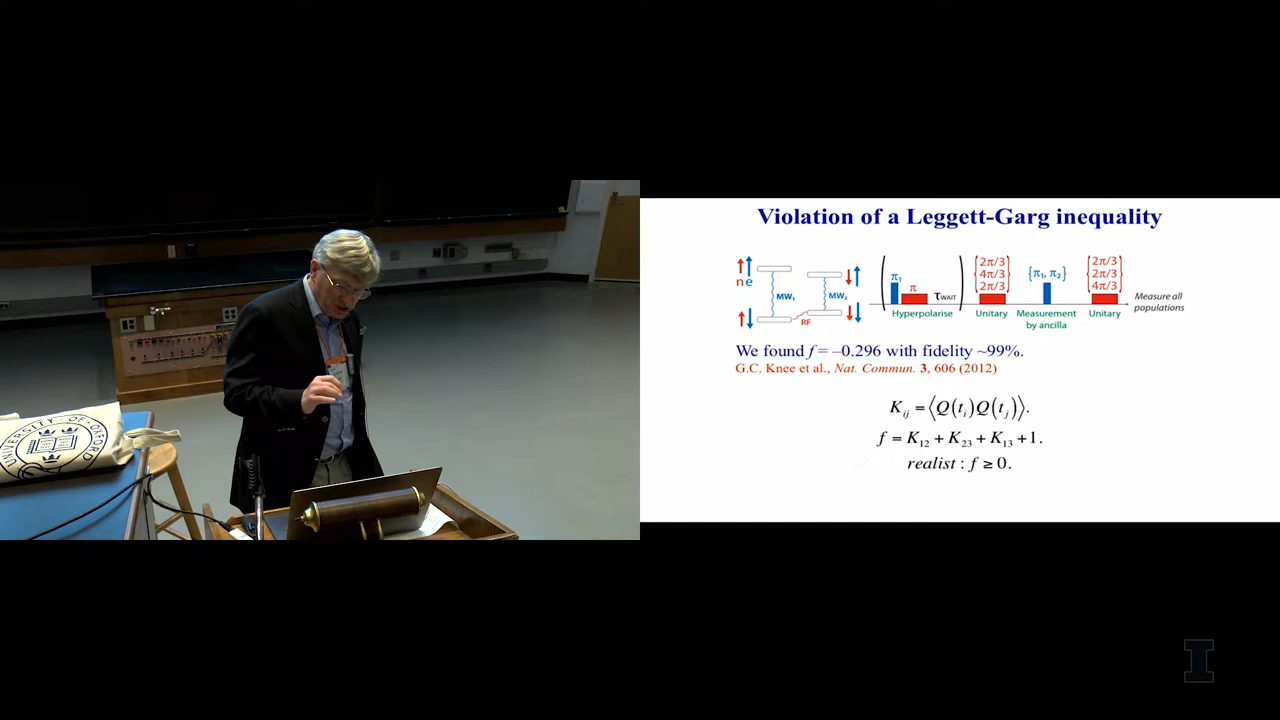 UNIVERSITY OF OXFORD
Violation of a Leggett-Garg inequality
n e
MW₁
MW₂
RF
π₁
π
τWAIT
Hyperpolarise
{2π/3 4π/3 2π/3}
Unitary
{π₁, π₂}
Measurement
by ancilla
{2π/3 2π/3 4π/3}
Unitary
Measure all
populations
We found f = –0.296 with fidelity ~99%.
G.C. Knee et al., Nat. Commun. 3, 606 (2012)
Kᵢⱼ = ⟨Q(tᵢ)Q(tⱼ)⟩.
f = K₁₂ + K₂₃ + K₁₃ + 1.
realist : f ≥ 0.
I